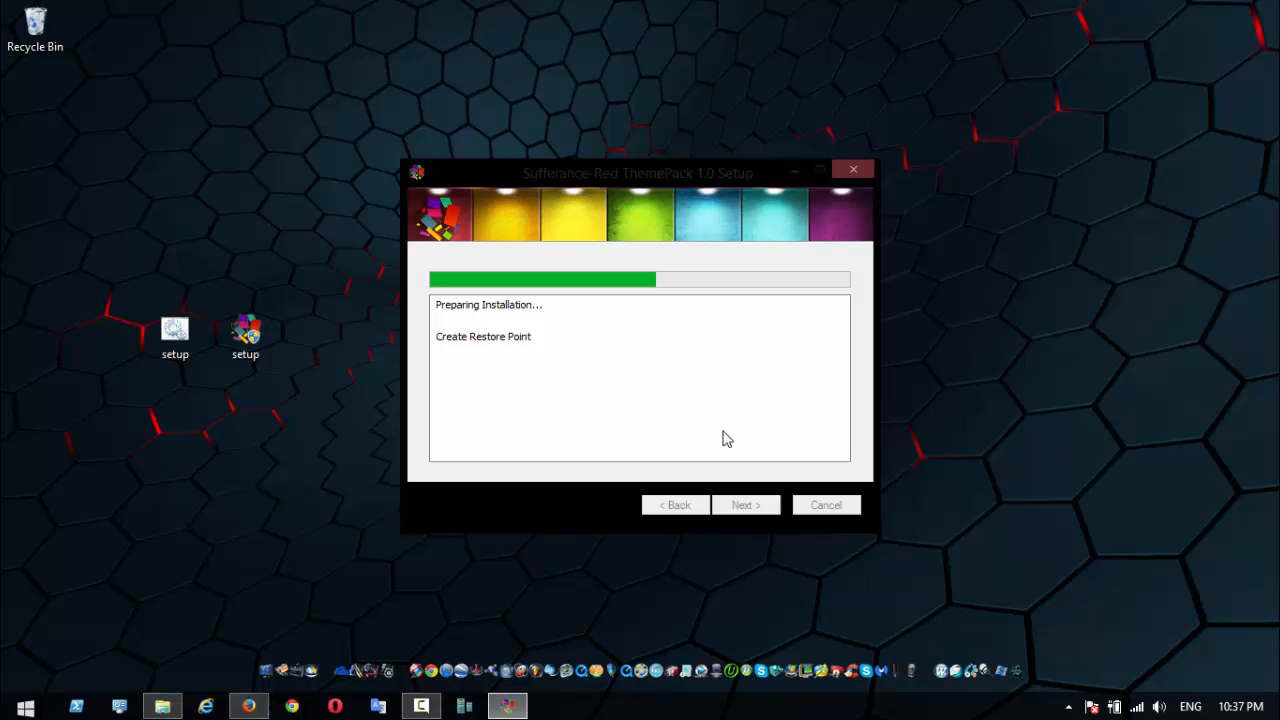 Recycle Bin
Sufferance-Red ThemePack 1.0 Setup
Preparing Installation...
Create Restore Point
setup
setup
< Back
Next >
Cancel
ENG
10:37 PM